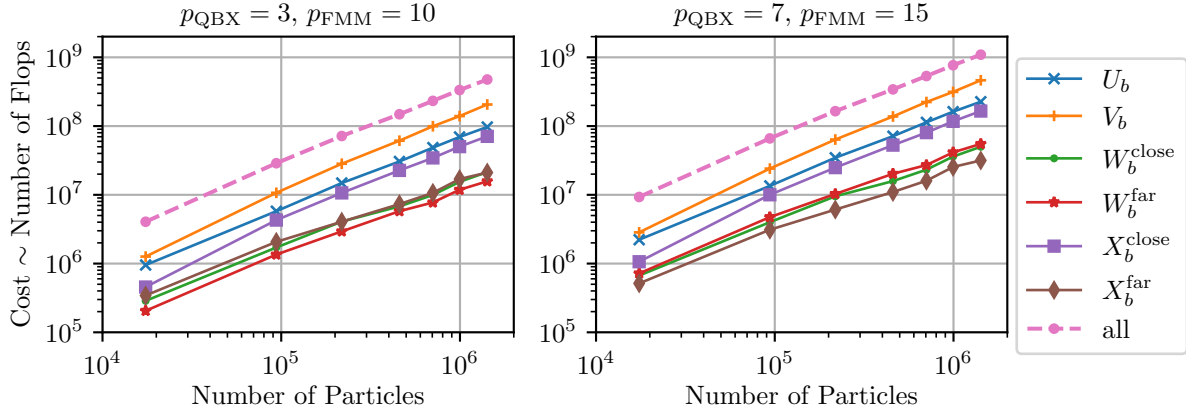 p_QBX = 3, p_FMM = 10
p_QBX = 7, p_FMM = 15
Cost ∼ Number of Flops
10^9
10^8
10^7
10^6
10^5
10^4
10^5
10^6
Number of Particles
10^9
10^8
10^7
10^6
10^5
10^4
10^5
10^6
Number of Particles
U_b
V_b
W_b^close
W_b^far
X_b^close
X_b^far
all